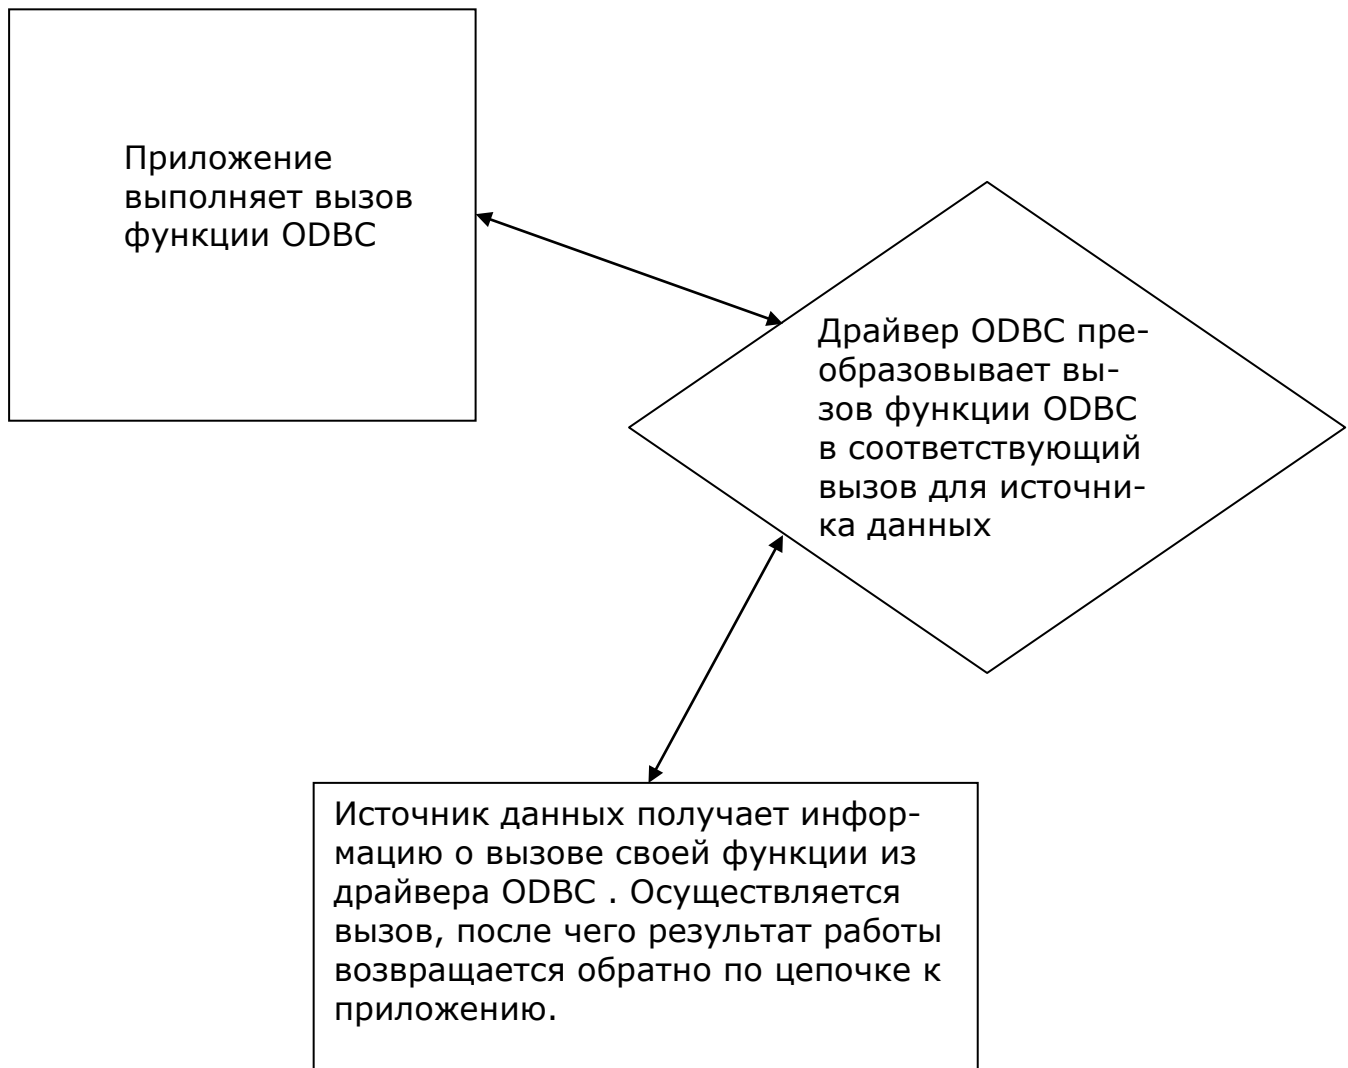 Приложение
выполняет вызов
функции ODBC
Драйвер ODBC пре-
образовывает вы-
зов функции ODBC
в соответствующий
вызов для источни-
ка данных
Источник данных получает инфор-
мацию о вызове своей функции из
драйвера ODBC . Осуществляется
вызов, после чего результат работы
возвращается обратно по цепочке к
приложению.